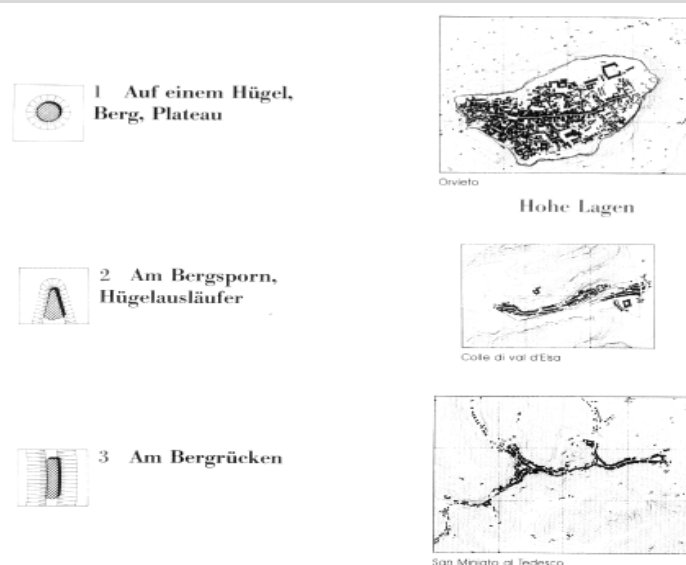 1 Auf einem Hügel,
Berg, Plateau
Orvieto
Hohe Lagen
2 Am Bergsporn,
Hügelausläufer
Colle di val d'Elsa
3 Am Bergrücken
San Miniato al Tedesco